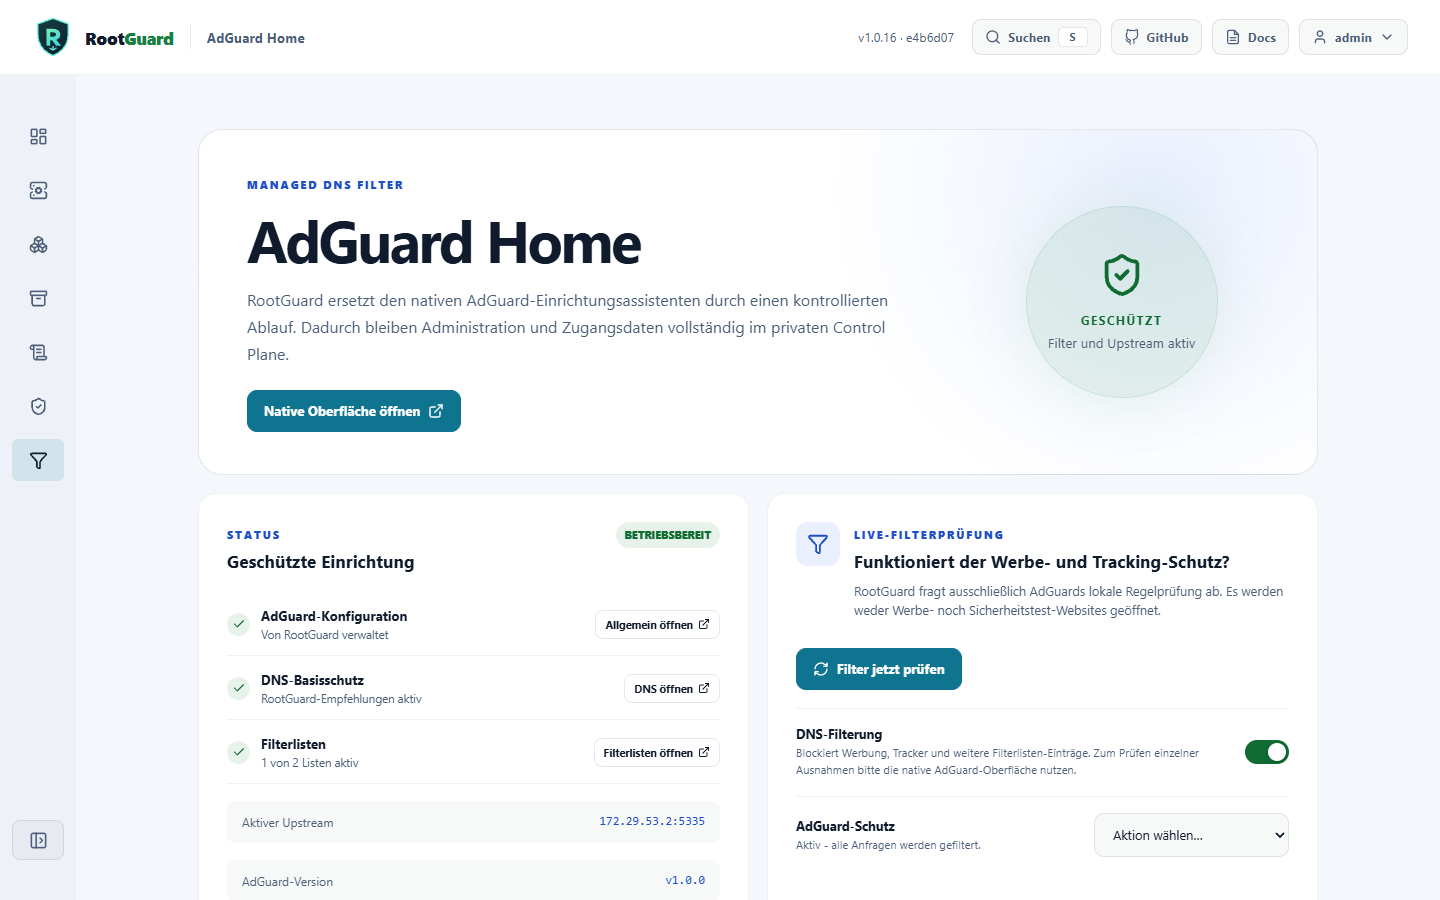 RootGuard
AdGuard Home
v1.0.16 · e4b6d07
Suchen S
GitHub
Docs
admin
MANAGED DNS FILTER
AdGuard Home
RootGuard ersetzt den nativen AdGuard-Einrichtungsassistenten durch einen kontrollierten
Ablauf. Dadurch bleiben Administration und Zugangsdaten vollständig im privaten Control
Plane.
Native Oberfläche öffnen
GESCHÜTZT
Filter und Upstream aktiv
STATUS
BETRIEBSBEREIT
Geschützte Einrichtung
AdGuard-Konfiguration
Von RootGuard verwaltet
Allgemein öffnen
DNS-Basisschutz
RootGuard-Empfehlungen aktiv
DNS öffnen
Filterlisten
1 von 2 Listen aktiv
Filterlisten öffnen
Aktiver Upstream
172.29.53.2:5335
AdGuard-Version
v1.0.0
LIVE-FILTERPRÜFUNG
Funktioniert der Werbe- und Tracking-Schutz?
RootGuard fragt ausschließlich AdGuards lokale Regelprüfung ab. Es werden
weder Werbe- noch Sicherheitstest-Websites geöffnet.
Filter jetzt prüfen
DNS-Filterung
Blockiert Werbung, Tracker und weitere Filterlisten-Einträge. Zum Prüfen einzelner
Ausnahmen bitte die native AdGuard-Oberfläche nutzen.
AdGuard-Schutz
Aktiv - alle Anfragen werden gefiltert.
Aktion wählen...